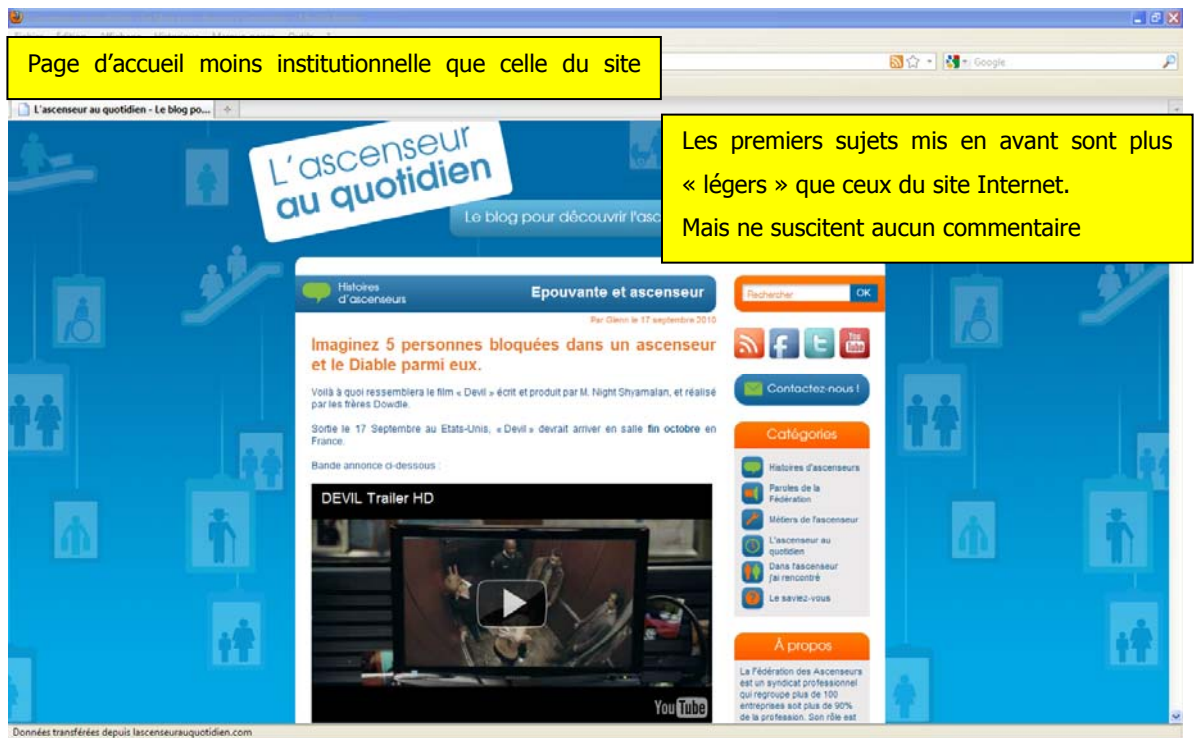 Page d'accueil moins institutionnelle que celle du site
Google
L'ascenseur au quotidien - Le blog po...
Les premiers sujets mis en avant sont plus
« légers » que ceux du site Internet.
Mais ne suscitent aucun commentaire
L'ascenseur
au quotidien
Le blog pour découvrir l'asc
Histoires
d'ascenseurs
Epouvante et ascenseur
Par Glenn le 17 septembre 2010
Imaginez 5 personnes bloquées dans un ascenseur
et le Diable parmi eux.
Voilà à quoi ressemblera le film « Devil » écrit et produit par M. Night Shyamalan, et réalisé
par les frères Dowdle.
Sortie le 17 Septembre au Etats-Unis, « Devil » devrait arriver en salle fin octobre en
France.
Bande annonce ci-dessous :
DEVIL Trailer HD
YouTube
Rechercher
OK
You
Tube
Contactez-nous !
Catégories
Histoires d'ascenseurs
Paroles de la
Fédération
Métiers de l'ascenseur
L'ascenseur au
quotidien
Dans l'ascenseur
j'ai rencontré
Le saviez-vous
À propos
La Fédération des Ascenseurs
est un syndicat professionnel
qui regroupe plus de 100
entreprises soit plus de 90%
de la profession. Son rôle est
Données transférées depuis lascenseurauquotidien.com